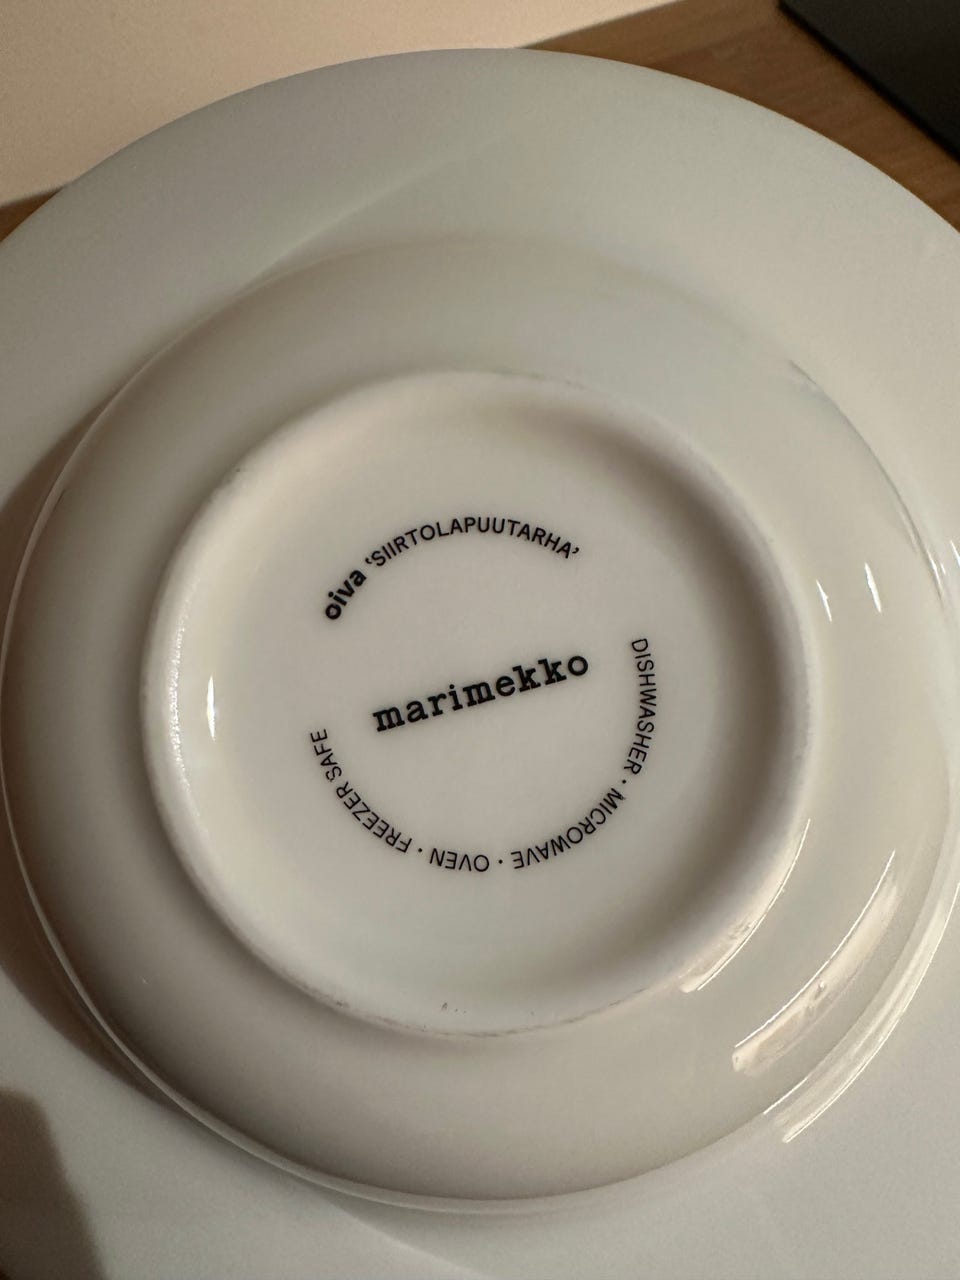 oiva ‘SIIRTOLAPUUTARHA’
marimekko
DISHWASHER · MICROWAVE · OVEN · FREEZER SAFE